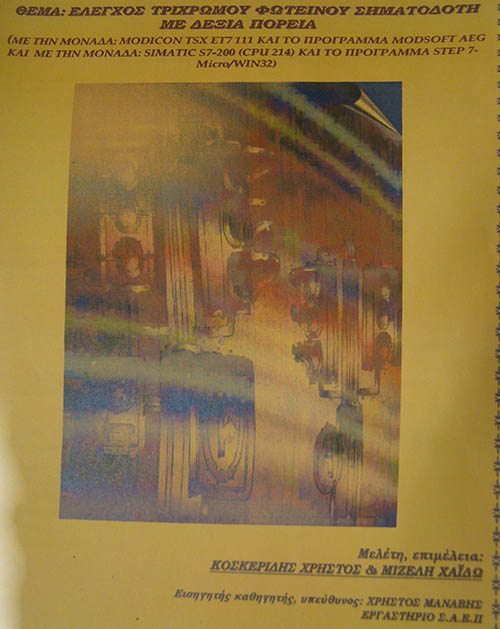 ΘΕΜΑ: ΕΛΕΓΧΟΣ ΤΡΙΧΡΩΜΟΥ ΦΩΤΕΙΝΟΥ ΣΗΜΑΤΟΔΟΤΗ
ΜΕ ΔΕΞΙΑ ΠΟΡΕΙΑ
(ΜΕ ΤΗΝ ΜΟΝΑΔΑ: MODICON TSX ET7 111 ΚΑΙ ΤΟ ΠΡΟΓΡΑΜΜΑ MODSOFT AEG
ΚΑΙ ΜΕ ΤΗΝ ΜΟΝΑΔΑ: SIMATIC S7-200 (CPU 214) ΚΑΙ ΤΟ ΠΡΟΓΡΑΜΜΑ STEP 7-
Micro/WIN32)
Μελέτη, επιμέλεια:
ΚΟΣΚΕΡΙΔΗΣ ΧΡΗΣΤΟΣ & ΜΙΖΕΛΗ ΧΑΪΔΩ
Εισηγητής καθηγητής, υπεύθυνος: ΧΡΗΣΤΟΣ ΜΑΝΑΒΗΣ
ΕΡΓΑΣΤΗΡΙΟ Σ.Α.Ε.ΙΙ